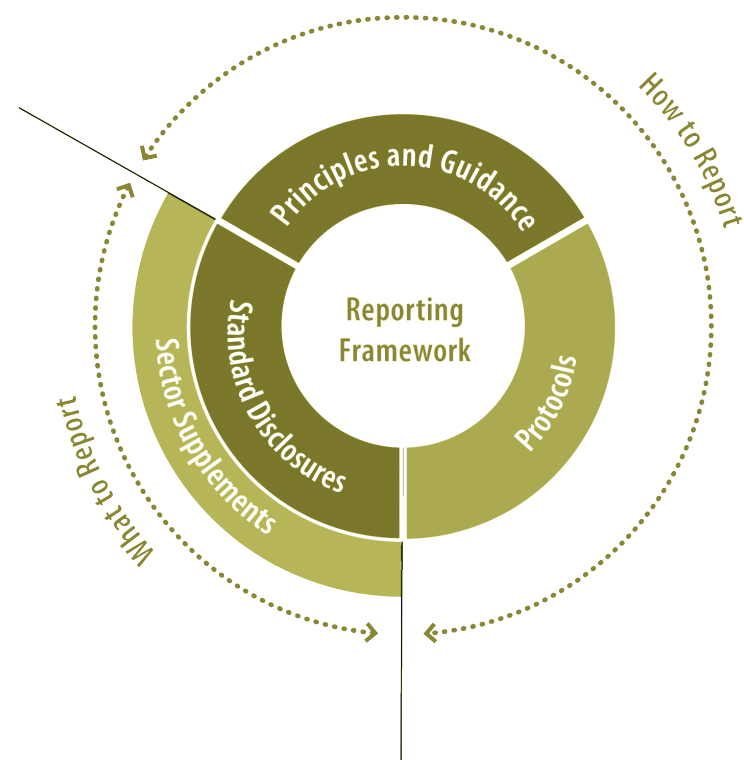 How to Report
Principles and Guidance
Reporting
Framework
Standard Disclosures
Sector Supplements
Protocols
What to Report